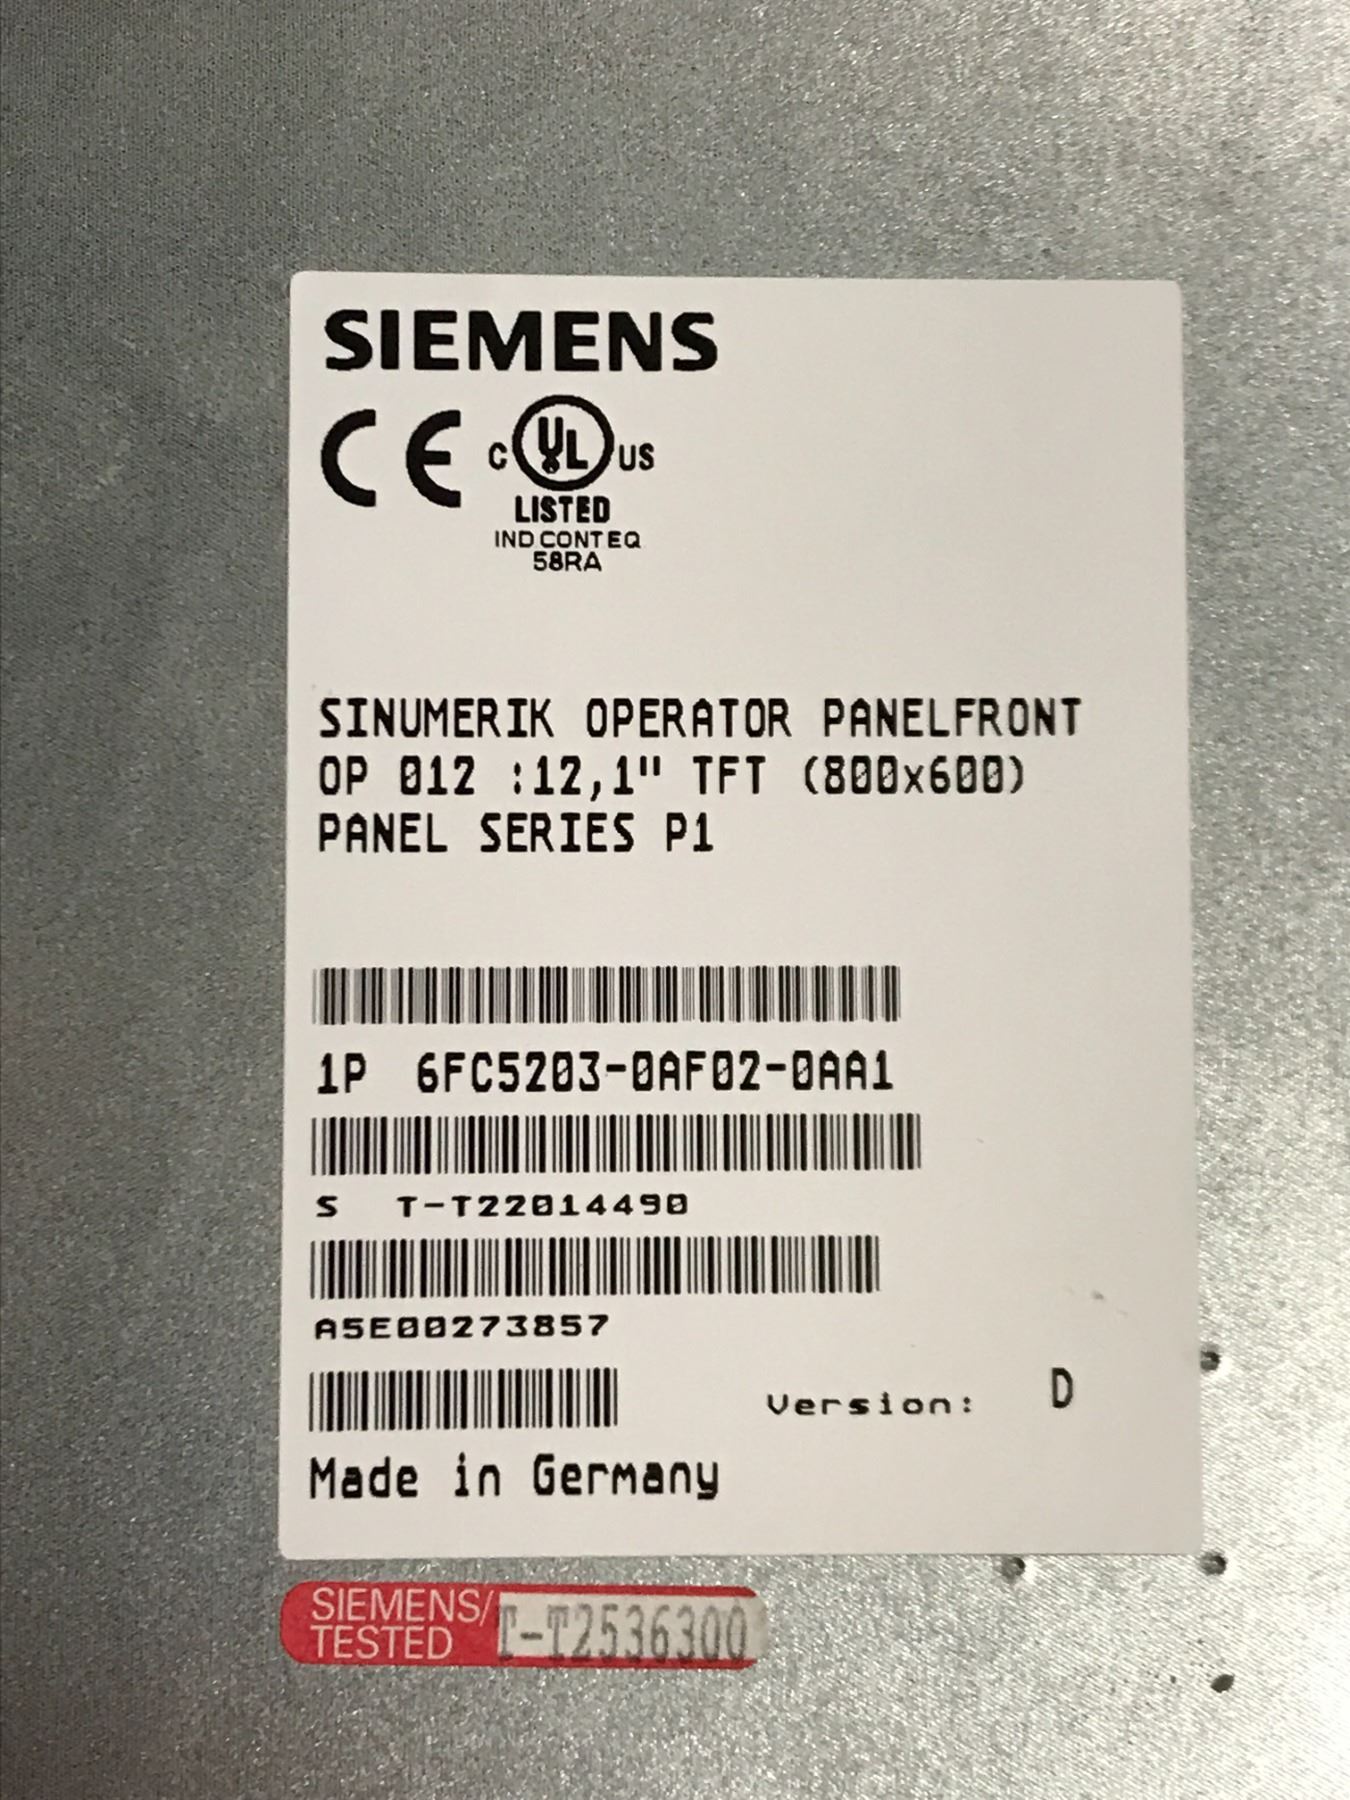 SIEMENS
CE C UL US
LISTED
IND CONT EQ
58RA
SINUMERIK OPERATOR PANELFRONT
OP 012 :12,1" TFT (800x600)
PANEL SERIES P1
1P 6FC5203-0AF02-0AA1
S T-T22014490
A5E00273857
Version: D
Made in Germany
SIEMENS/ T-T2536300
TESTED